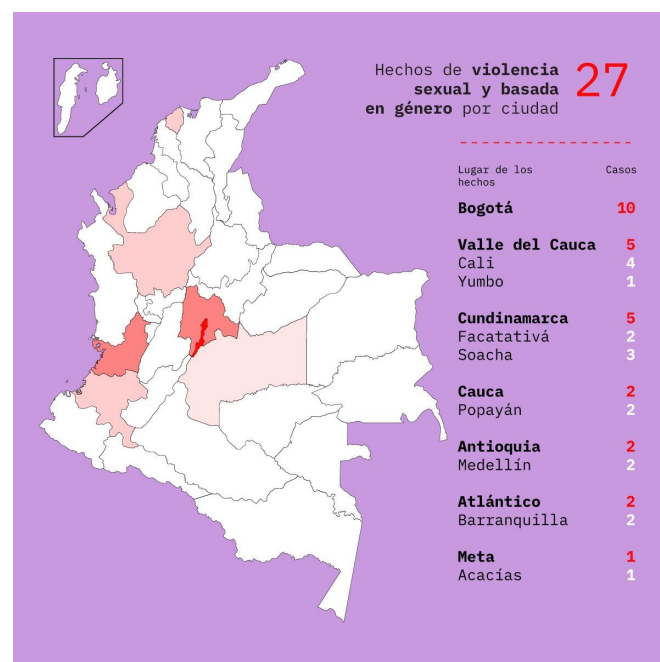 Hechos de violencia 27
sexual y basada
en género por ciudad
Lugar de los Casos
hechos
Bogotá 10
Valle del Cauca 5
Cali 4
Yumbo 1
Cundinamarca 5
Facatativá 2
Soacha 3
Cauca 2
Popayán 2
Antioquia 2
Medellín 2
Atlántico 2
Barranquilla 2
Meta 1
Acacías 1